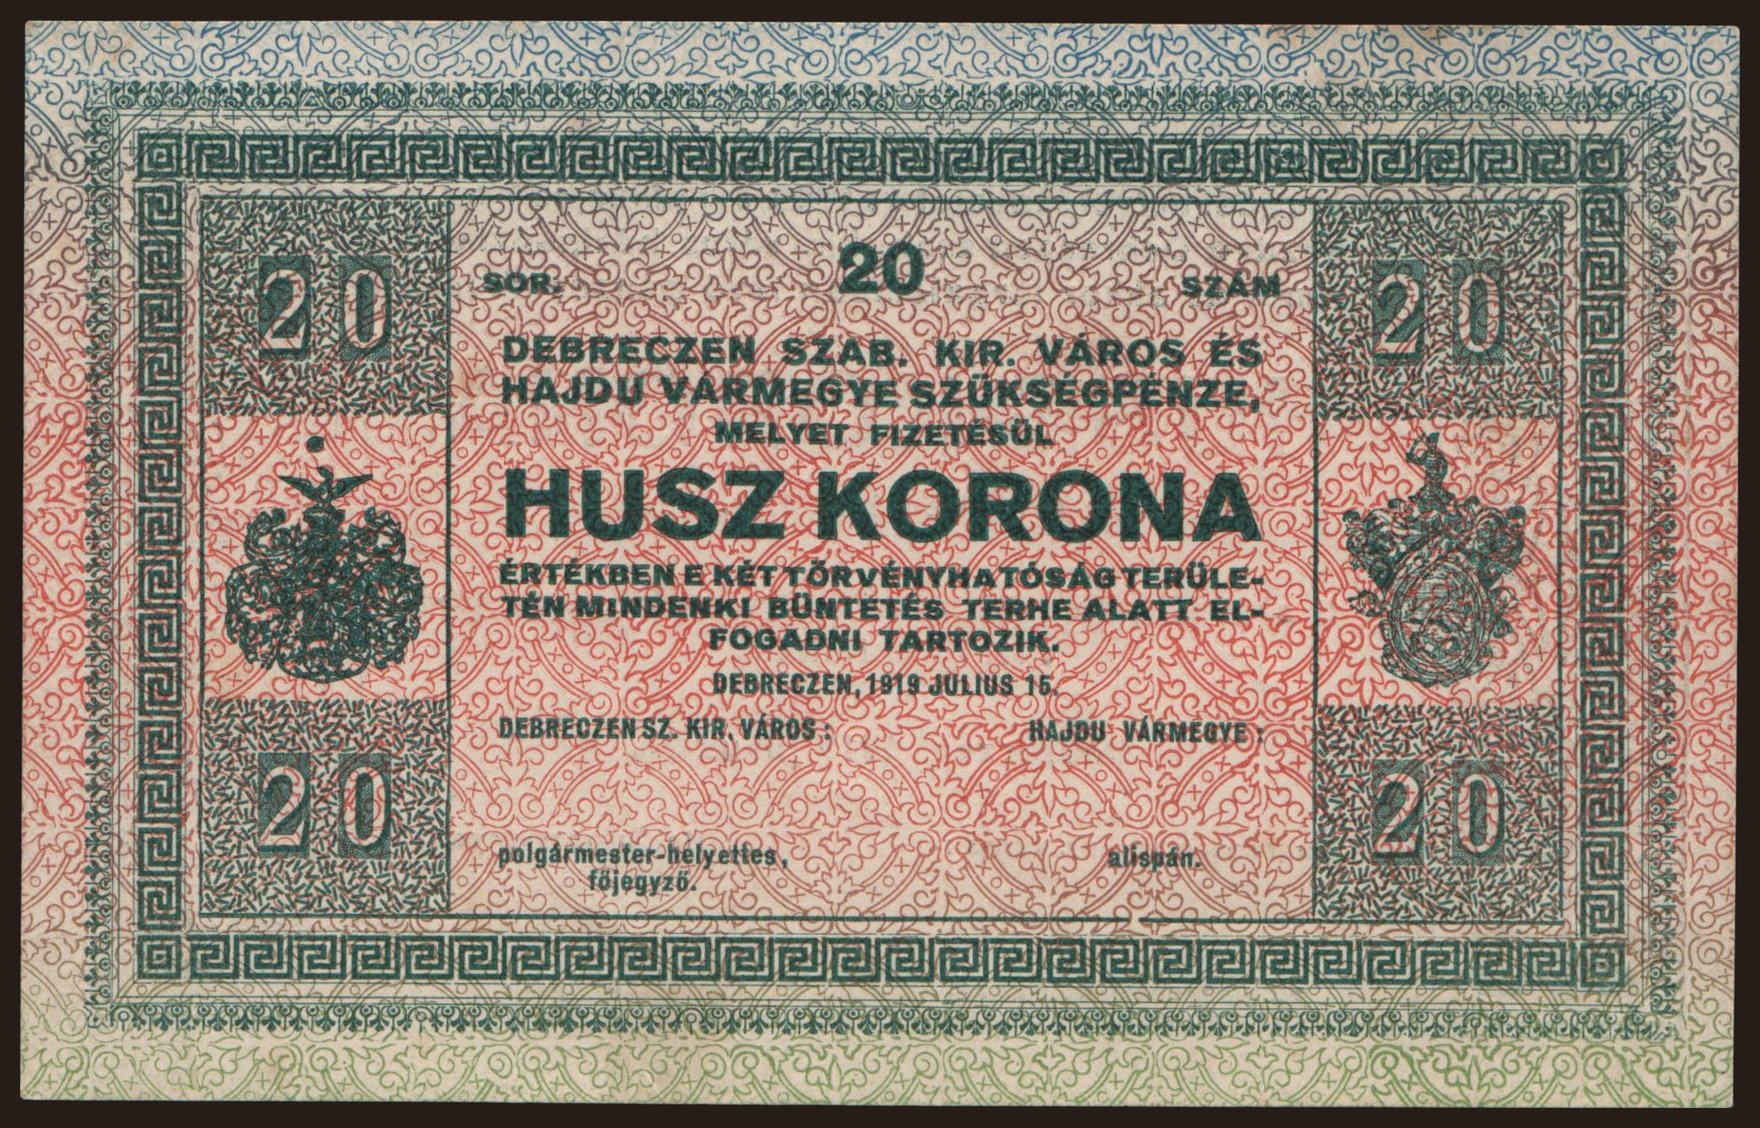 20 20
SOR. 20 SZÁM
DEBRECZEN SZAB. KIR. VÁROS ÉS
HAJDU VÁRMEGYE SZÜKSÉGPÉNZE,
MELYET FIZETÉSÜL
HUSZ KORONA
ÉRTÉKBEN E KÉT TÖRVÉNYHATÓSÁG TERÜLE-
TÉN MINDENKI BÜNTETÉS TERHE ALATT EL-
FOGADNI TARTOZIK.
DEBRECZEN, 1919 JULIUS 15.
DEBRECZEN SZ. KIR. VÁROS : HAJDU VÁRMEGYE :
20 20
polgármester-helyettes, alispán.
főjegyző.